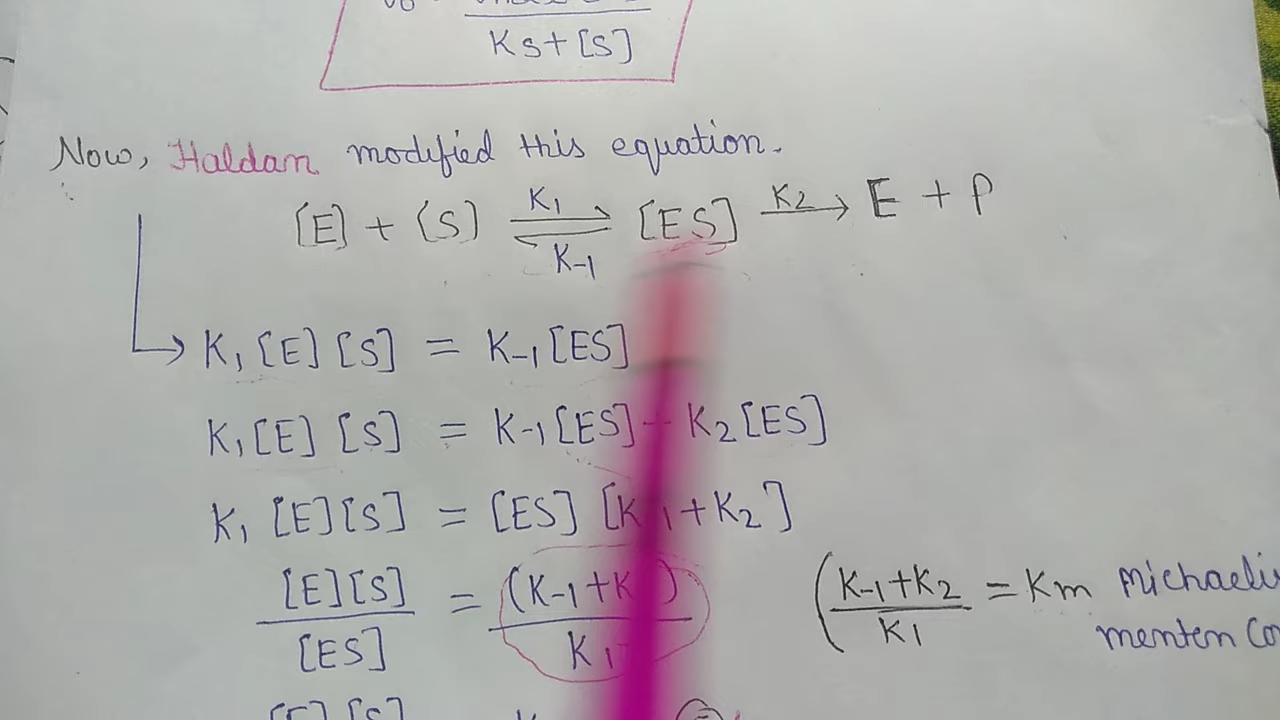 Ks + [S]
Now, Haldam modified this equation.
[E] + [S] ⇌ [ES] → E + P
K1 K-1 K2
K1 [E] [S] = K-1 [ES]
K1 [E] [S] = K-1 [ES] K2 [ES]
K1 [E] [S] = [ES] [K 1 + K2]
[E] [S] / [ES] = (K-1 + K ) / K1
(K-1 + K2 / K1 = Km Michaelis
menten
[E] [S]